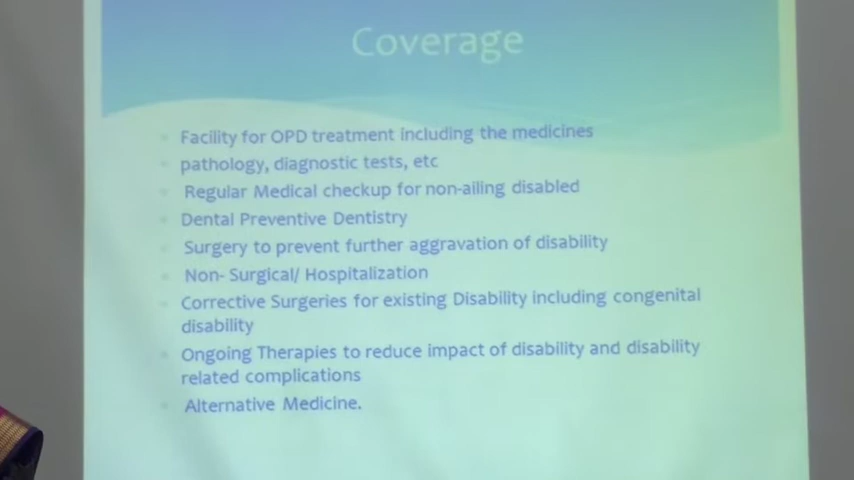 Coverage
Facility for OPD treatment including the medicines
pathology, diagnostic tests, etc
Regular Medical checkup for non-ailing disabled
Dental Preventive Dentistry
Surgery to prevent further aggravation of disability
Non- Surgical/ Hospitalization
Corrective Surgeries for existing Disability including congenital
disability
Ongoing Therapies to reduce impact of disability and disability
related complications
Alternative Medicine.